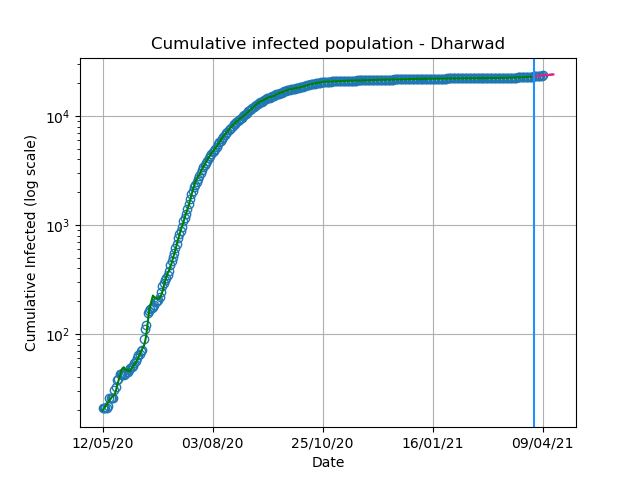 Cumulative infected population - Dharwad
Cumulative Infected (log scale)
10^4
10^3
10^2
12/05/20 03/08/20 25/10/20 16/01/21 09/04/21
Date